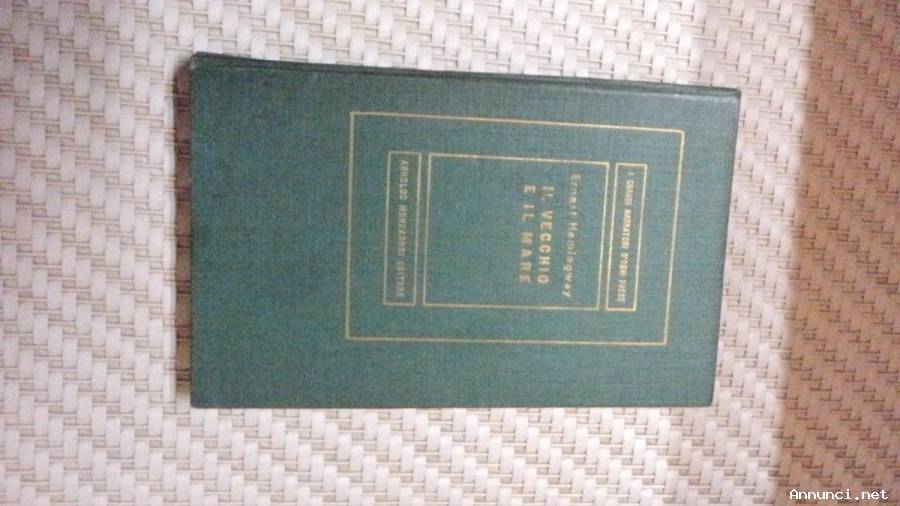 I GRANDI NARRATORI D'OGNI PAESE
Ernest Hemingway
IL VECCHIO
E IL MARE
ARNOLDO MONDADORI EDITORE
Annunci.net